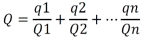 Q = q1/Q1 + q2/Q2 + ⋯ qn/Qn